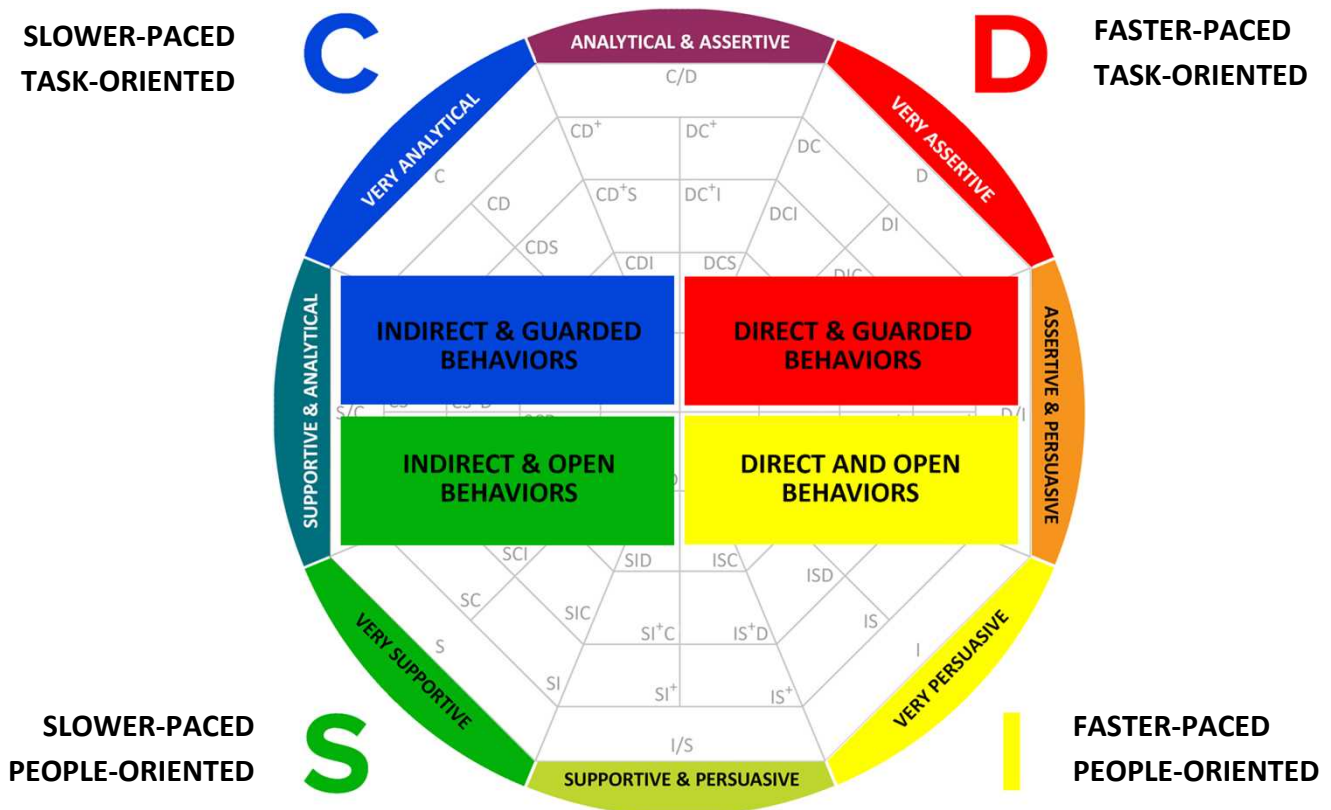 SLOWER-PACED
TASK-ORIENTED
C
ANALYTICAL & ASSERTIVE
D
FASTER-PACED
TASK-ORIENTED
C/D
VERY ANALYTICAL
VERY ASSERTIVE
CD+
DC+
DC
C
D
CD+S
DC+I
CD
DCI
DI
CDS
CDI
DCS
DIC
SUPPORTIVE & ANALYTICAL
INDIRECT & GUARDED
BEHAVIORS
DIRECT & GUARDED
BEHAVIORS
ASSERTIVE & PERSUASIVE
S/C
D/I
INDIRECT & OPEN
BEHAVIORS
DIRECT AND OPEN
BEHAVIORS
SCI
SID
ISC
ISD
SC
SIC
IS
SI+C
IS+D
S
I
VERY SUPPORTIVE
VERY PERSUASIVE
SI
SI+
IS+
SLOWER-PACED
PEOPLE-ORIENTED
S
I/S
SUPPORTIVE & PERSUASIVE
I
FASTER-PACED
PEOPLE-ORIENTED